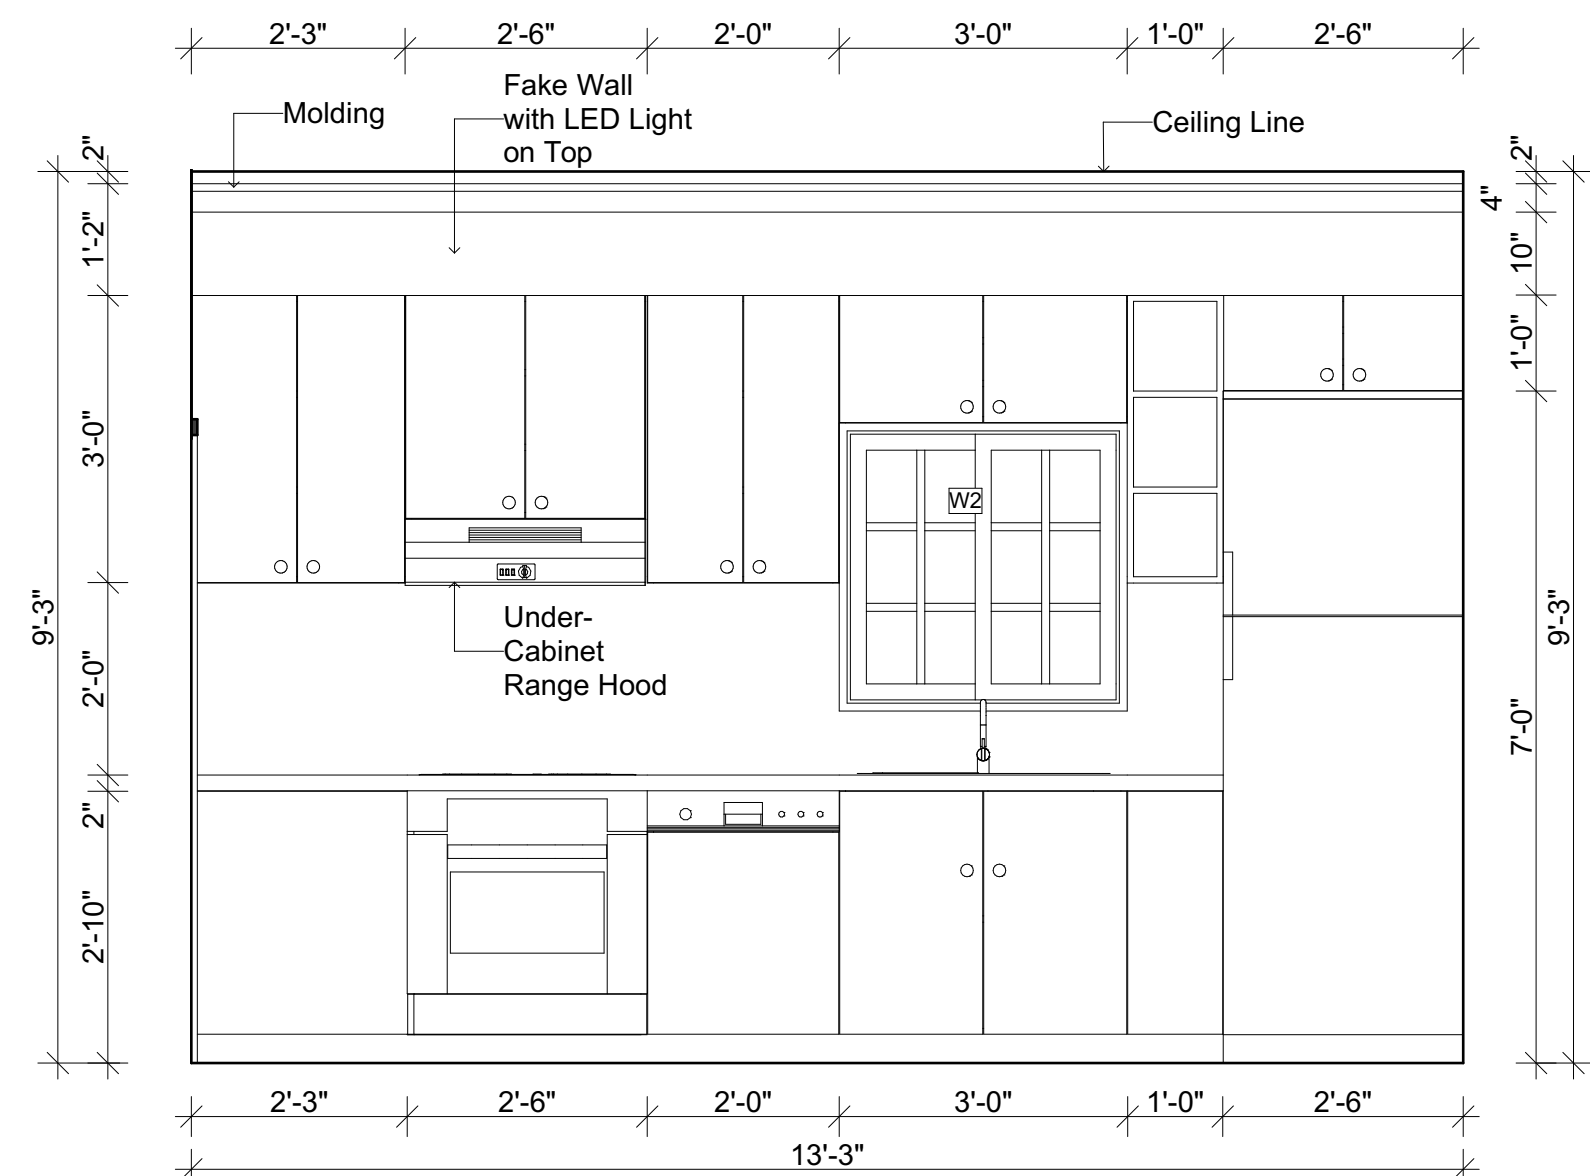 2'-3" 2'-6" 2'-0" 3'-0" 1'-0" 2'-6"
Fake Wall
with LED Light
on Top
Molding
Ceiling Line
2"
1'-2"
3'-0"
2'-0"
2"
2'-10"
9'-3"
W2
Under-
Cabinet
Range Hood
2"
4"
10"
1'-0"
7'-0"
9'-3"
2'-3" 2'-6" 2'-0" 3'-0" 1'-0" 2'-6"
13'-3"